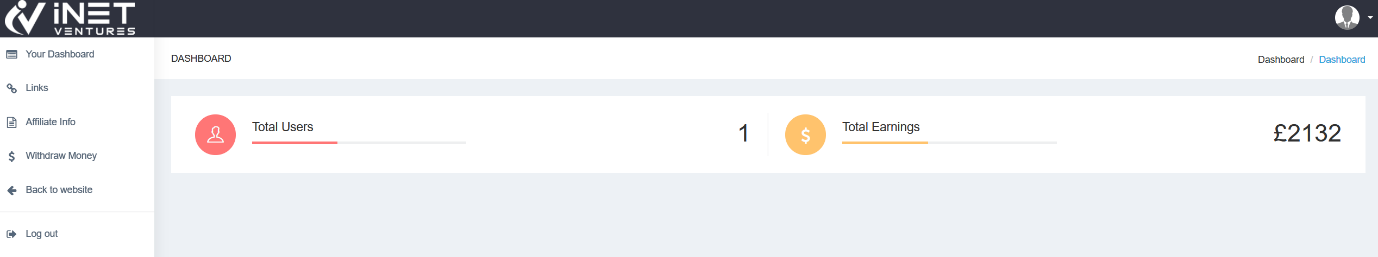 iNET
VENTURES
Your Dashboard
Links
Affiliate Info
Withdraw Money
Back to website
Log out
DASHBOARD
Dashboard / Dashboard
Total Users
1
Total Earnings
£2132